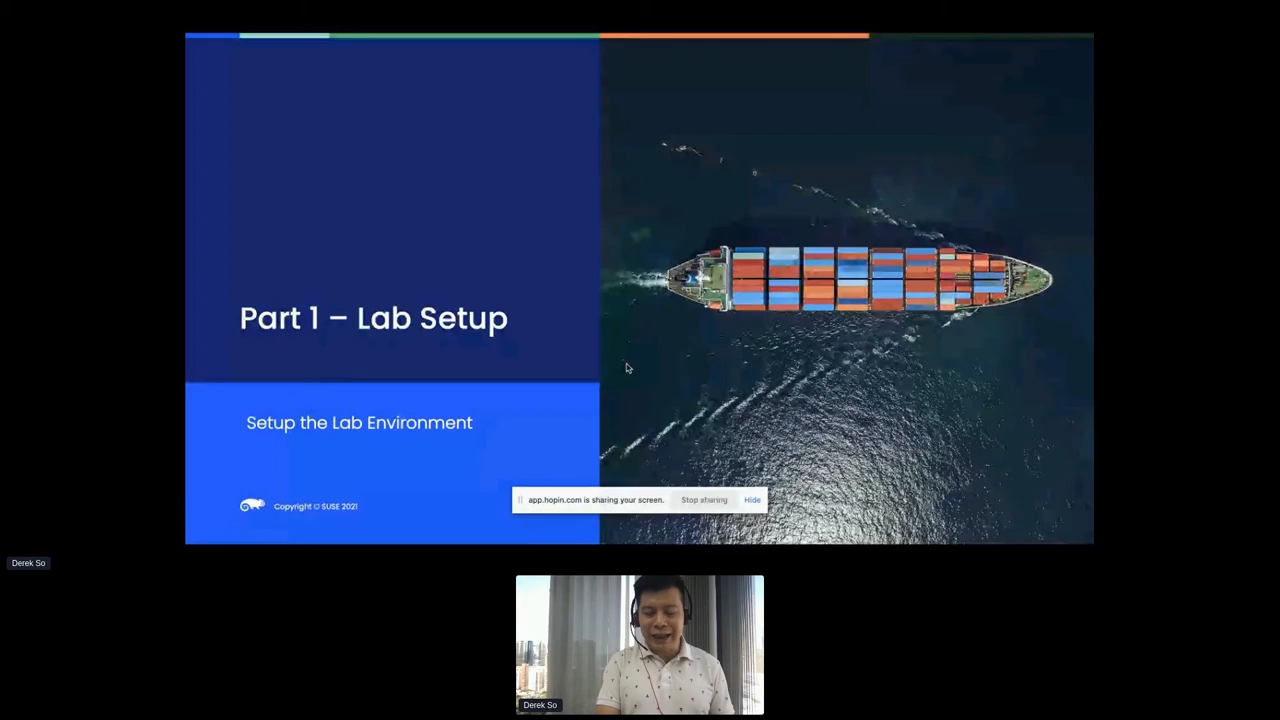 Part 1 – Lab Setup
Setup the Lab Environment
Copyright © SUSE 2021
app.hopin.com is sharing your screen. Stop sharing Hide
Derek So
Derek So